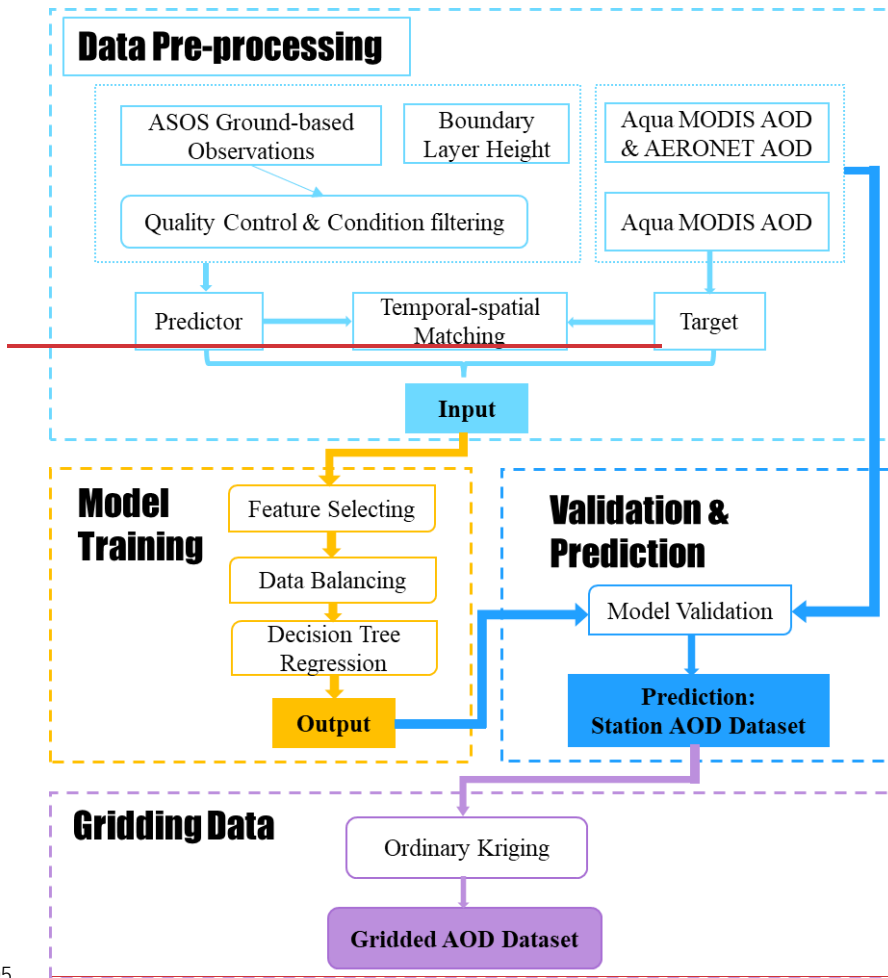 Data Pre-processing
ASOS Ground-based
Observations
Boundary
Layer Height
Aqua MODIS AOD
& AERONET AOD
Quality Control & Condition filtering
Aqua MODIS AOD
Predictor
Temporal-spatial
Matching
Target
Input
Model
Training
Feature Selecting
Data Balancing
Decision Tree
Regression
Output
Validation &
Prediction
Model Validation
Prediction:
Station AOD Dataset
Gridding Data
Ordinary Kriging
Gridded AOD Dataset
5